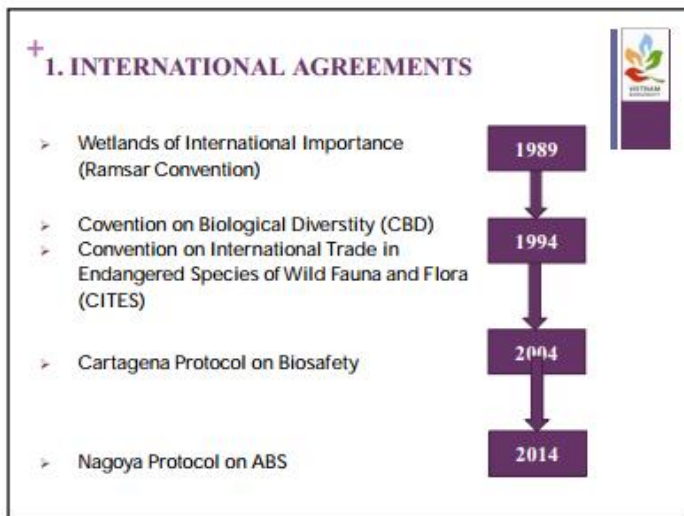 +
1. INTERNATIONAL AGREEMENTS
VIETNAM
➢ Wetlands of International Importance
(Ramsar Convention)
1989
➢ Covention on Biological Diverstity (CBD)
➢ Convention on International Trade in
Endangered Species of Wild Fauna and Flora
(CITES)
1994
➢ Cartagena Protocol on Biosafety
2004
➢ Nagoya Protocol on ABS
2014